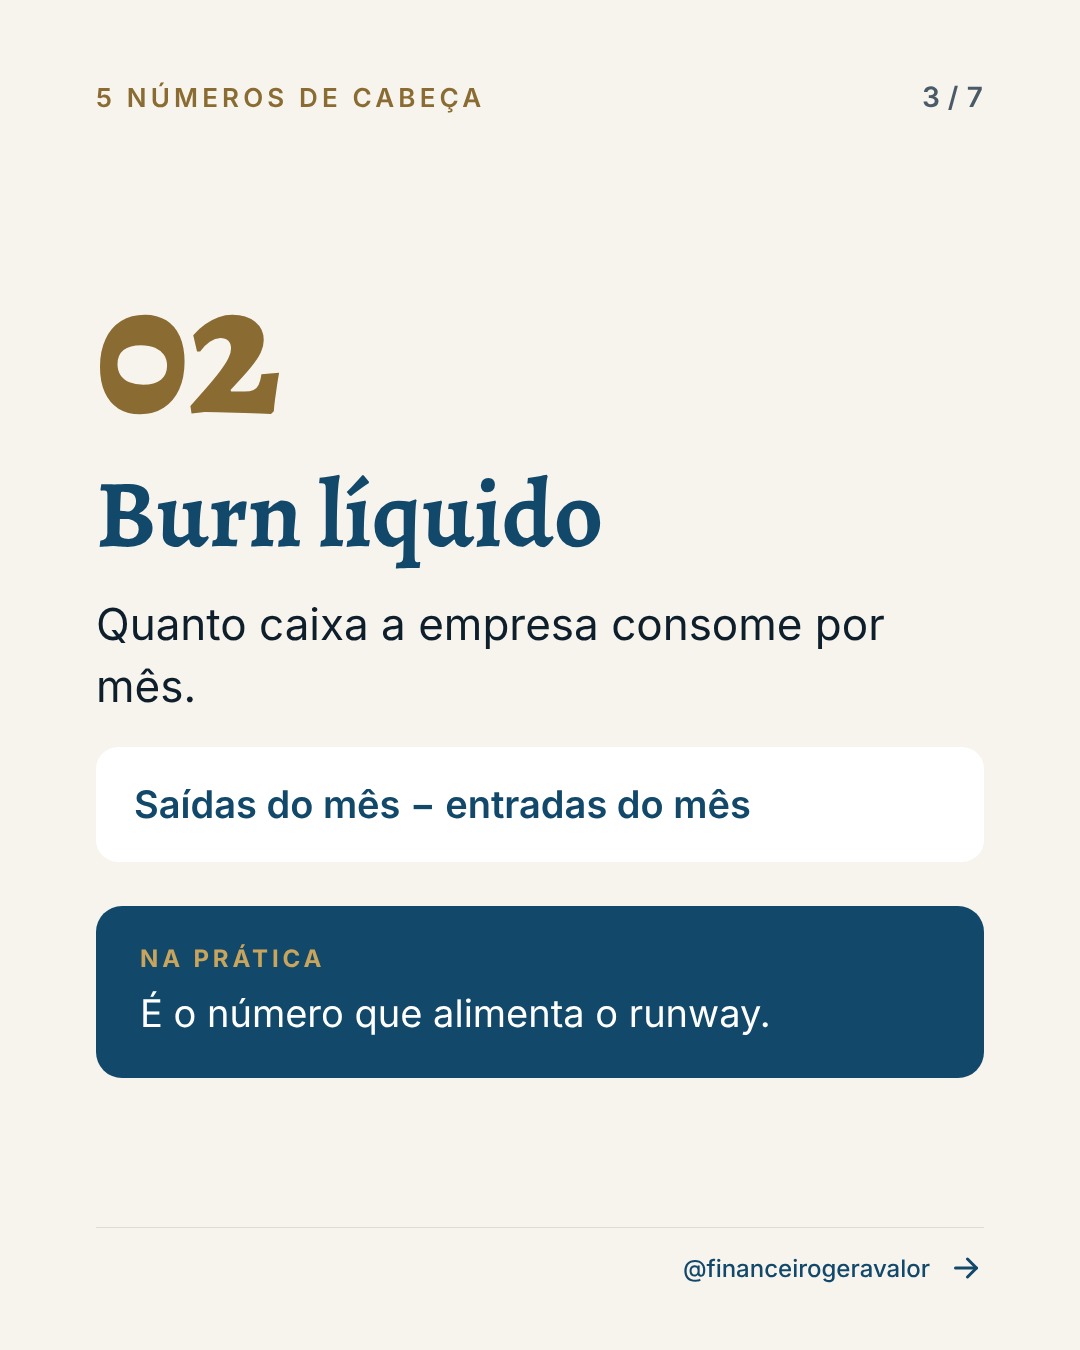 5 NÚMEROS DE CABEÇA
3 / 7
02
Burn líquido
Quanto caixa a empresa consome por
mês.
Saídas do mês − entradas do mês
NA PRÁTICA
É o número que alimenta o runway.
@financeirogeravalor →